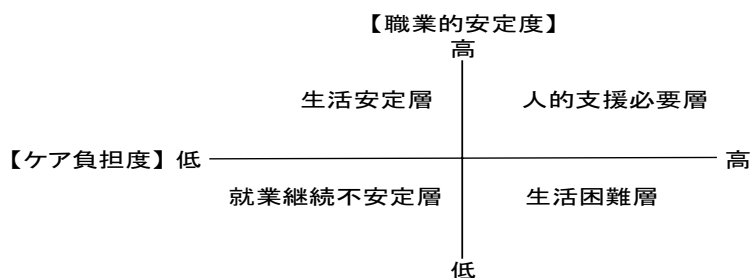 【職業的安定度】
高
生活安定層 人的支援必要層
【ケア負担度】低 高
就業継続不安定層 生活困難層
低